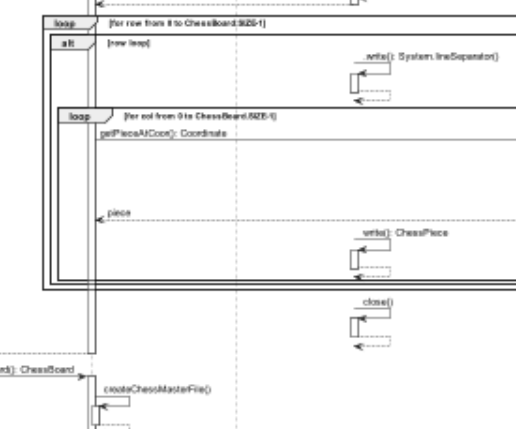 loop [for row from 0 to ChessBoard.SIZE-1]
alt [row loop]
write(): System.lineSeparator()
loop [for col from 0 to ChessBoard.SIZE-1]
getPieceAtCoor(): Coordinate
piece
write(): ChessPiece
close()
rd(): ChessBoard
createChessMasterFile()